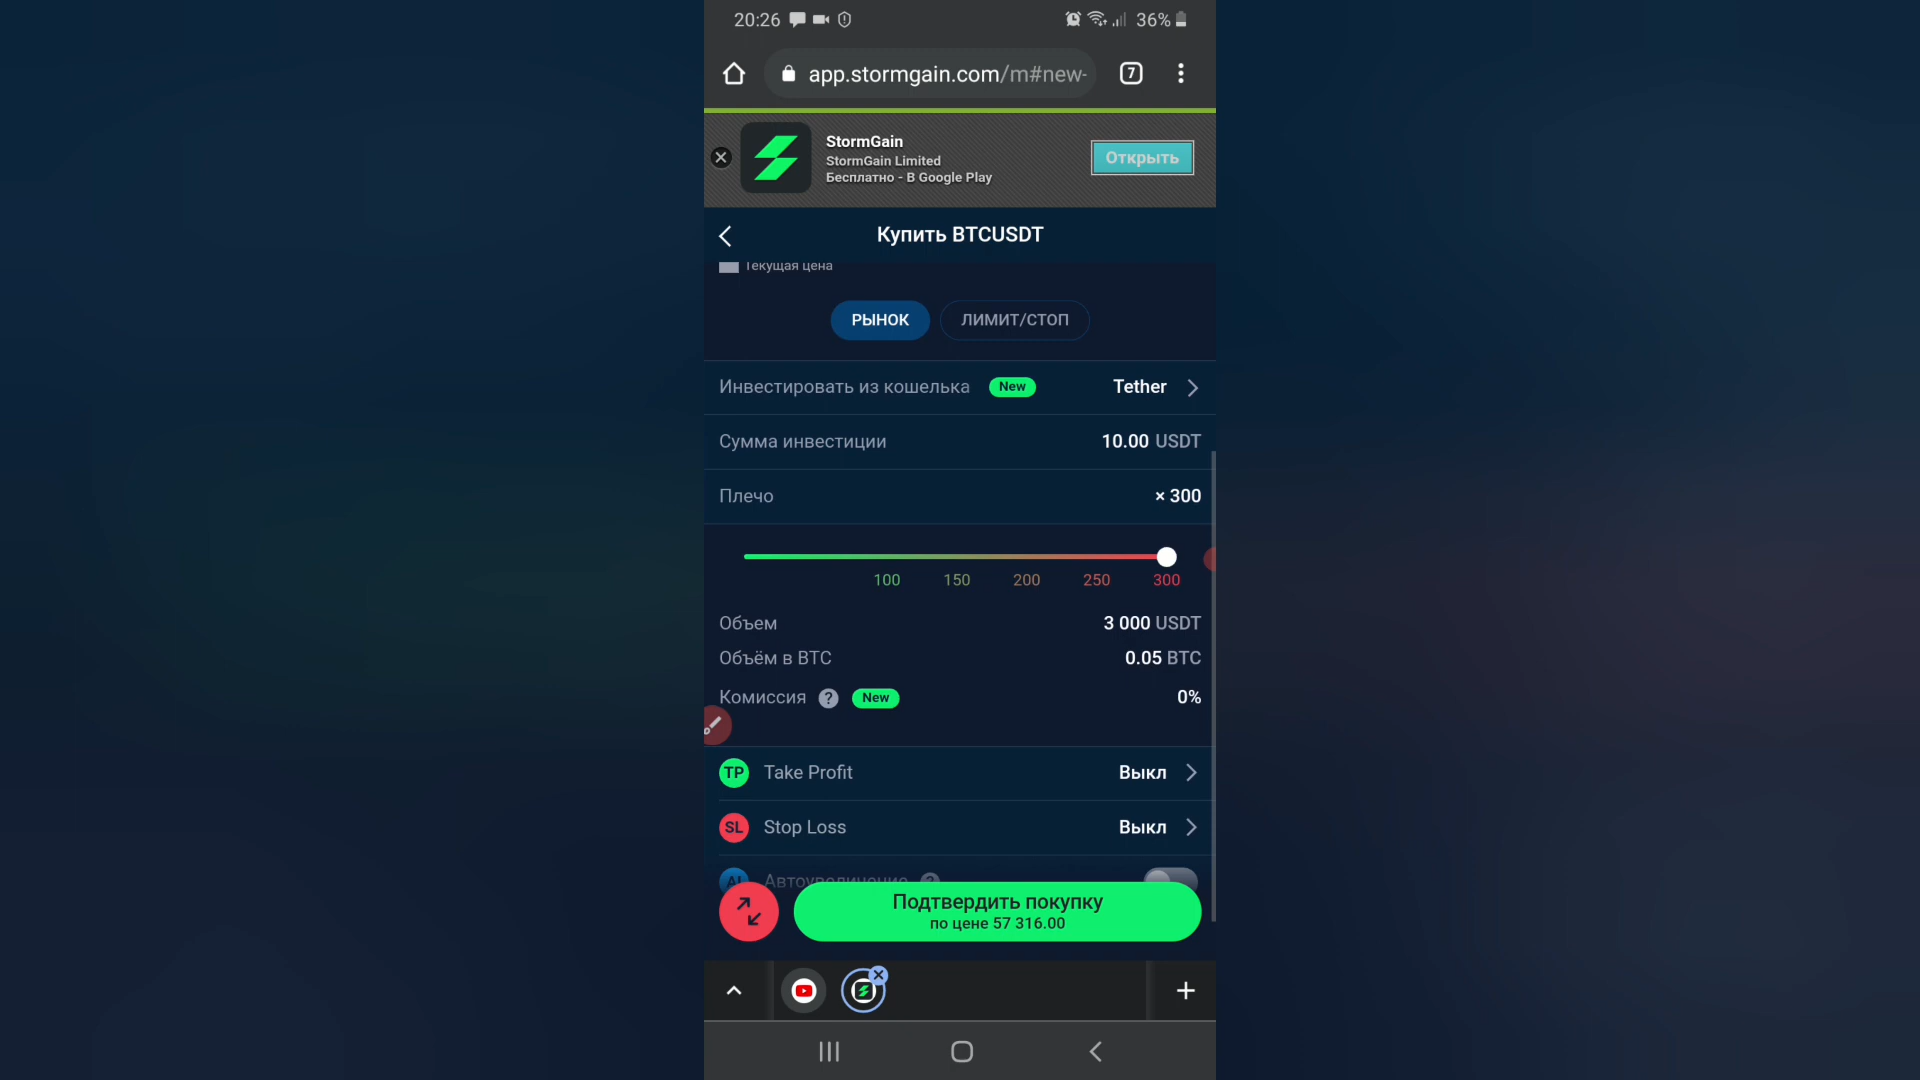 20:26
36%
app.stormgain.com/m#new-
7
StormGain
StormGain Limited
Бесплатно - В Google Play
Открыть
Купить BTCUSDT
Текущая цена
РЫНОК
ЛИМИТ/СТОП
Инвестировать из кошелька New Tether
Сумма инвестиции 10.00 USDT
Плечо × 300
100 150 200 250 300
Объем 3 000 USDT
Объём в BTC 0.05 BTC
Комиссия ? New 0%
TP Take Profit Выкл
SL Stop Loss Выкл
AI Автоувеличение ?
Подтвердить покупку
по цене 57 316.00